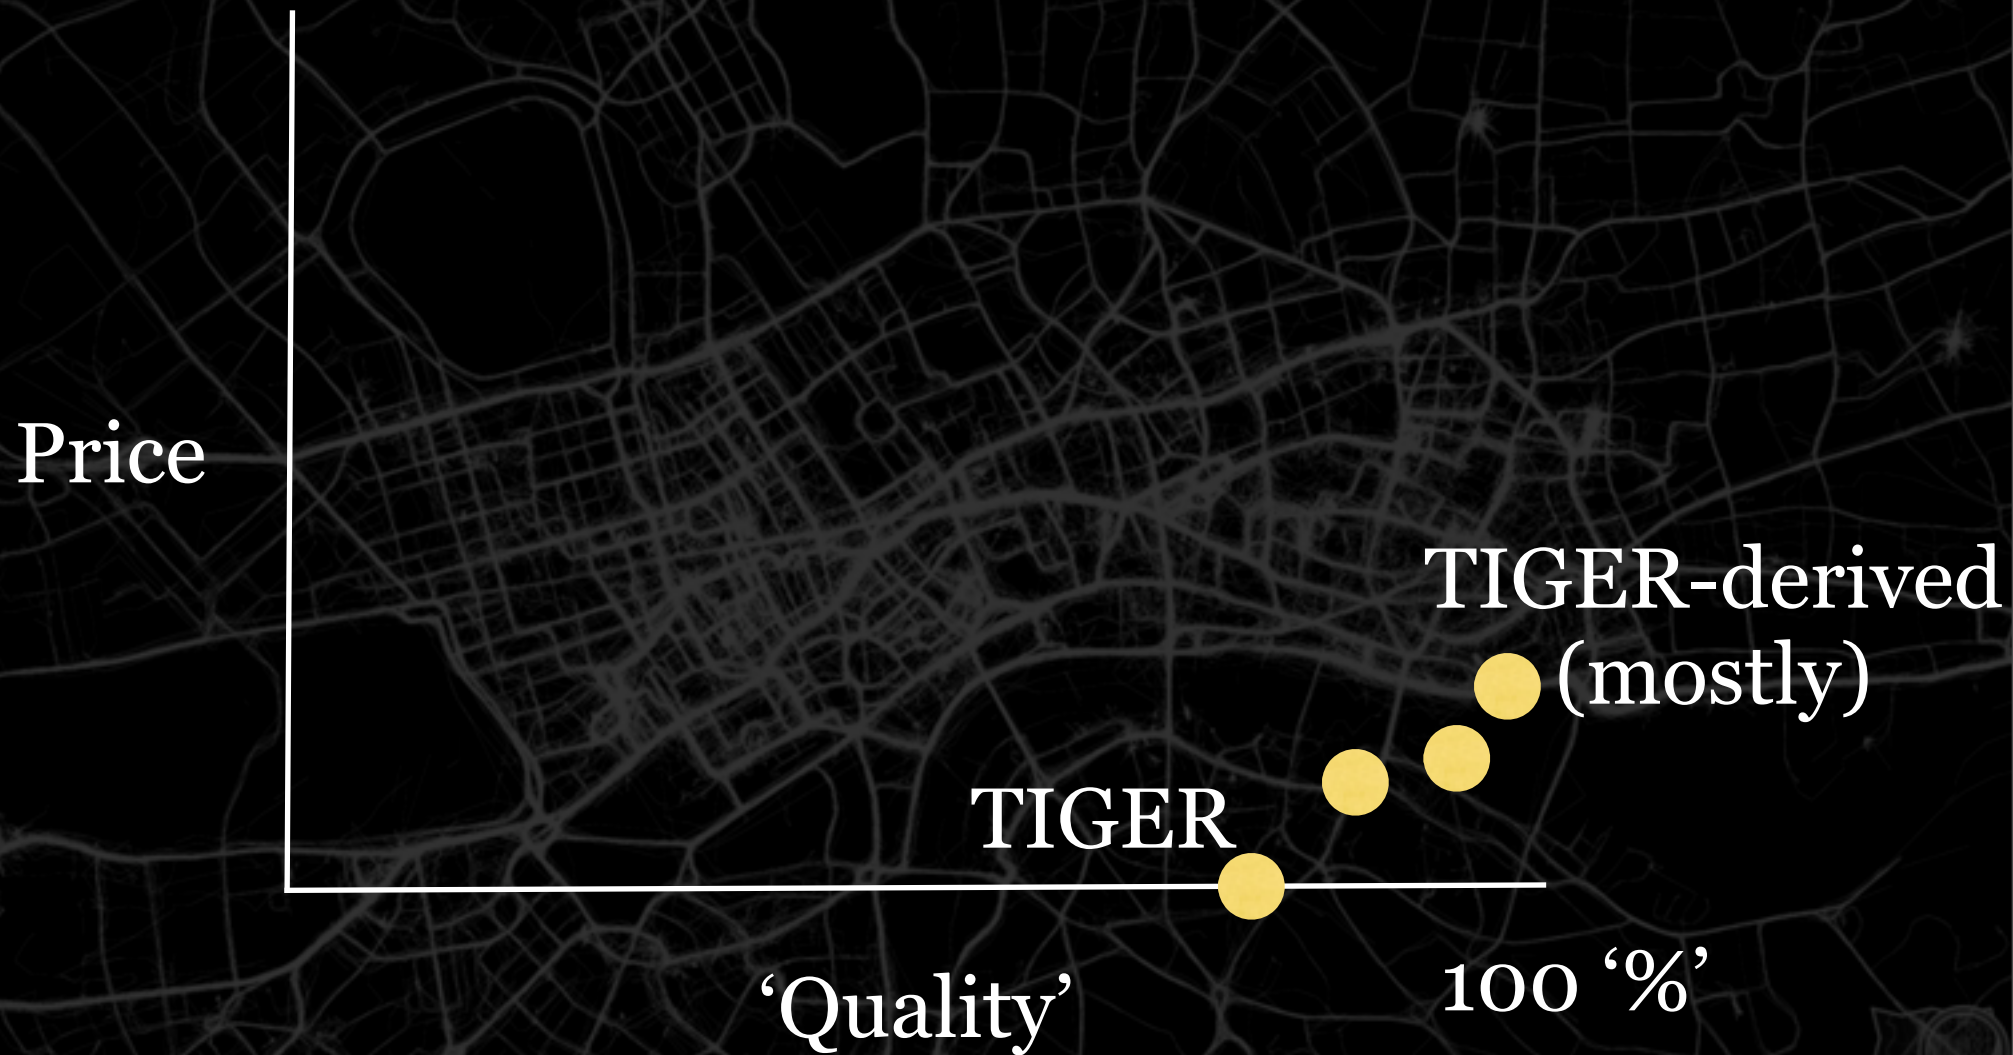 Price
TIGER-derived
(mostly)
TIGER
‘Quality’
100 ‘%’